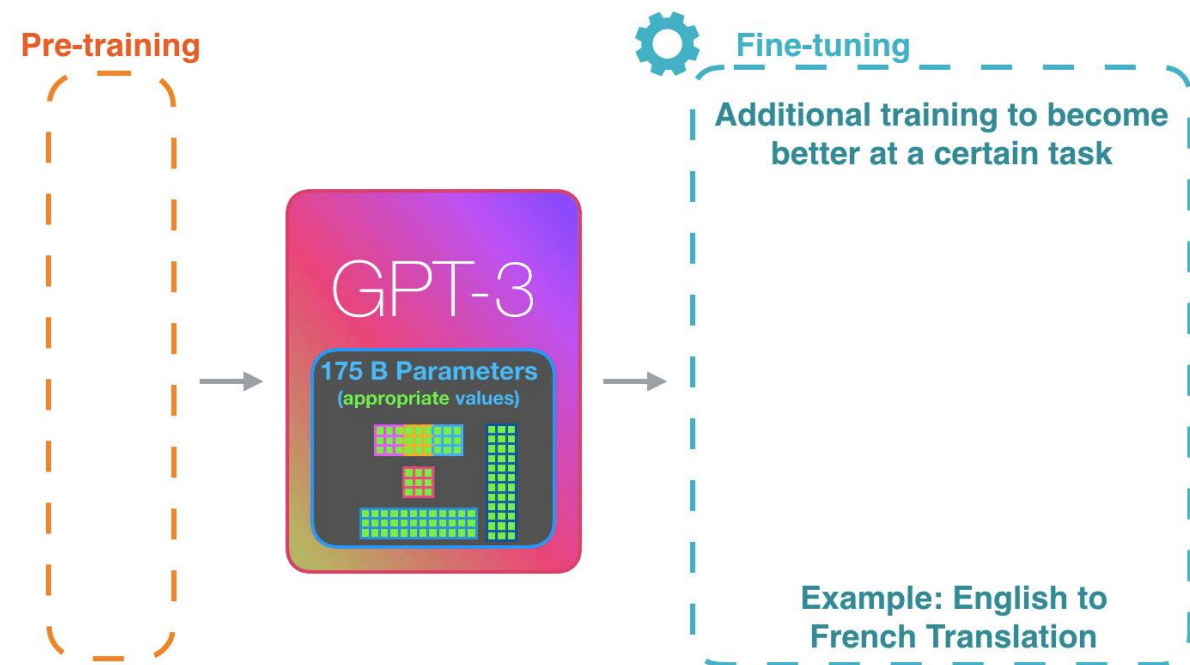 Pre-training
Fine-tuning
Additional training to become
better at a certain task
GPT-3
175 B Parameters
(appropriate values)
Example: English to
French Translation